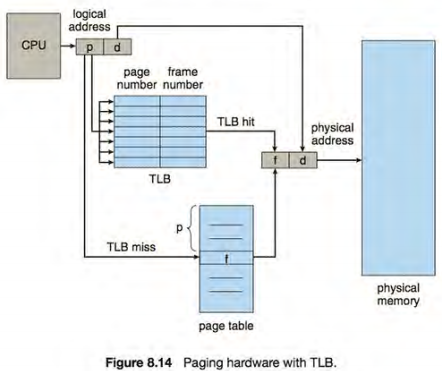 logical
address
CPU
p d
page frame
number number
TLB hit
TLB
physical
address
f d
p
TLB miss
f
page table
physical
memory
Figure 8.14 Paging hardware with TLB.